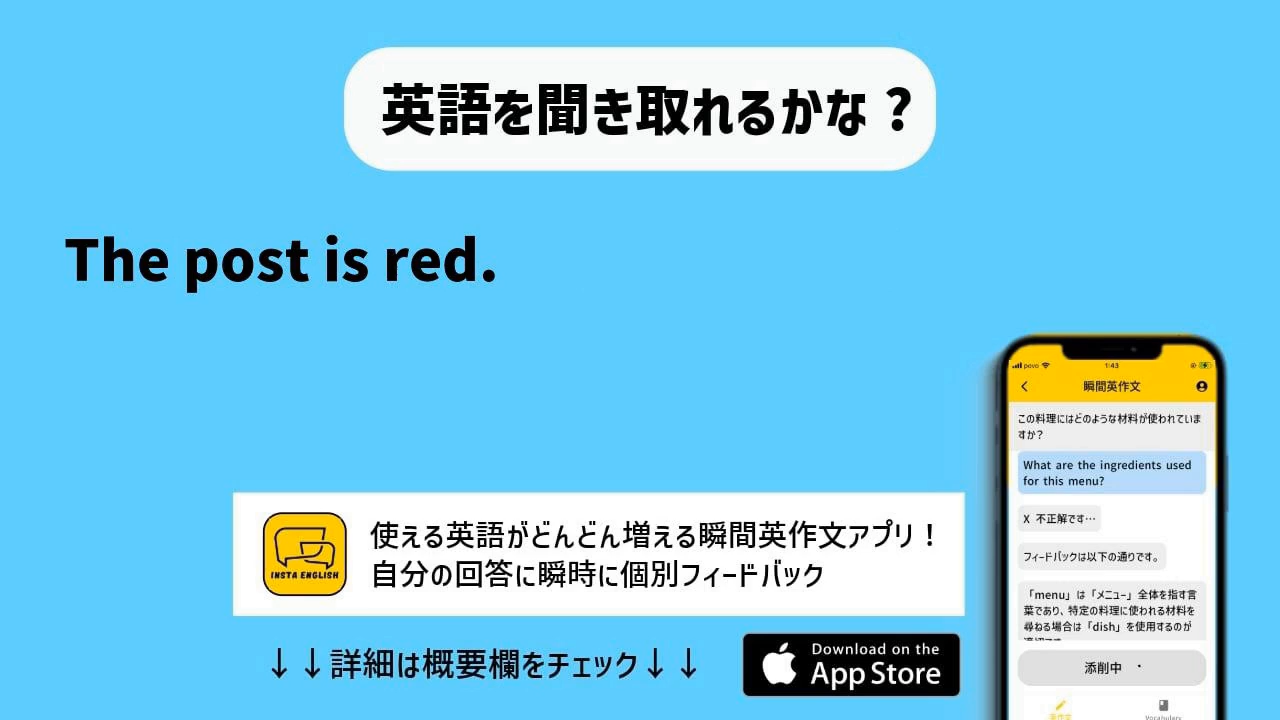 英語を聞き取れるかな?
The post is red.
povo
1:43
瞬間英作文
この料理にはどのような材料が使われていま
すか?
What are the ingredients used
for this menu?
X 不正解です…
フィードバックは以下の通りです。
「menu」は「メニュー」全体を指す言
葉であり、特定の料理に使われる材料を
尋ねる場合は「dish」を使用するのが
添削中
英作文
Vocabulary
INSTA ENGLISH
使える英語がどんどん増える瞬間英作文アプリ!
自分の回答に瞬時に個別フィードバック
↓↓詳細は概要欄をチェック↓↓
Download on the
App Store